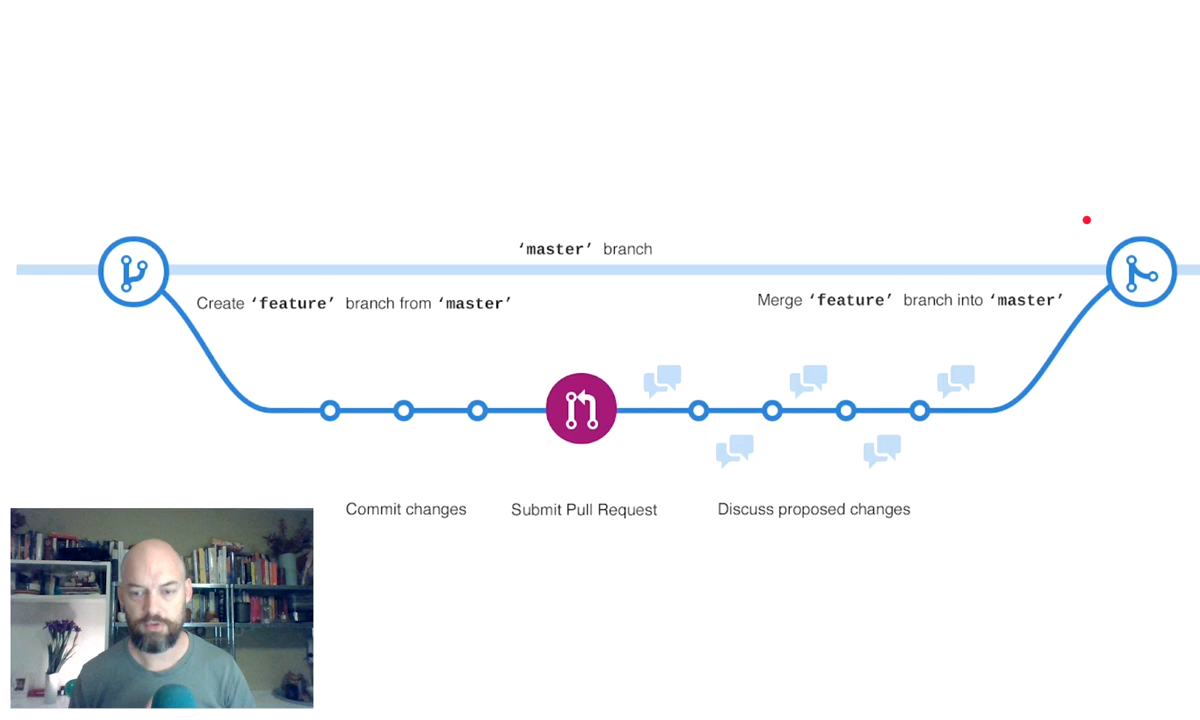 ‘master’ branch
Create ‘feature’ branch from ‘master’
Merge ‘feature’ branch into ‘master’
Commit changes
Submit Pull Request
Discuss proposed changes